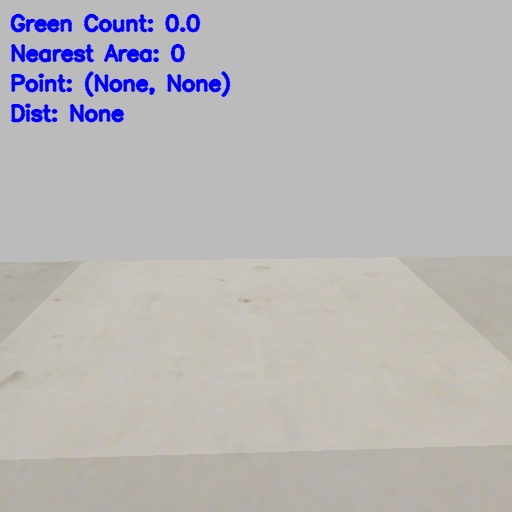 Green Count: 0.0
Nearest Area: 0
Point: (None, None)
Dist: None